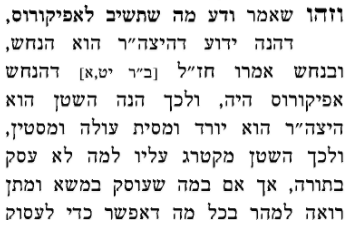 וזהו שאמר ודע מה שתשיב לאפיקורוס,
דהנה ידוע דהיצה״ר הוא הנחש,
ובנחש אמרו חז״ל [ב״ר יט,א] דהנחש
אפיקורוס היה, ולכך הנה השטן הוא
היצה״ר הוא יורד ומסית עולה ומסטין,
ולכך השטן מקטרג עליו למה לא עסק
בתורה, אך אם במה שעוסק במשא ומתן
רואה למהר בכל מה דאפשר כדי לעסוק